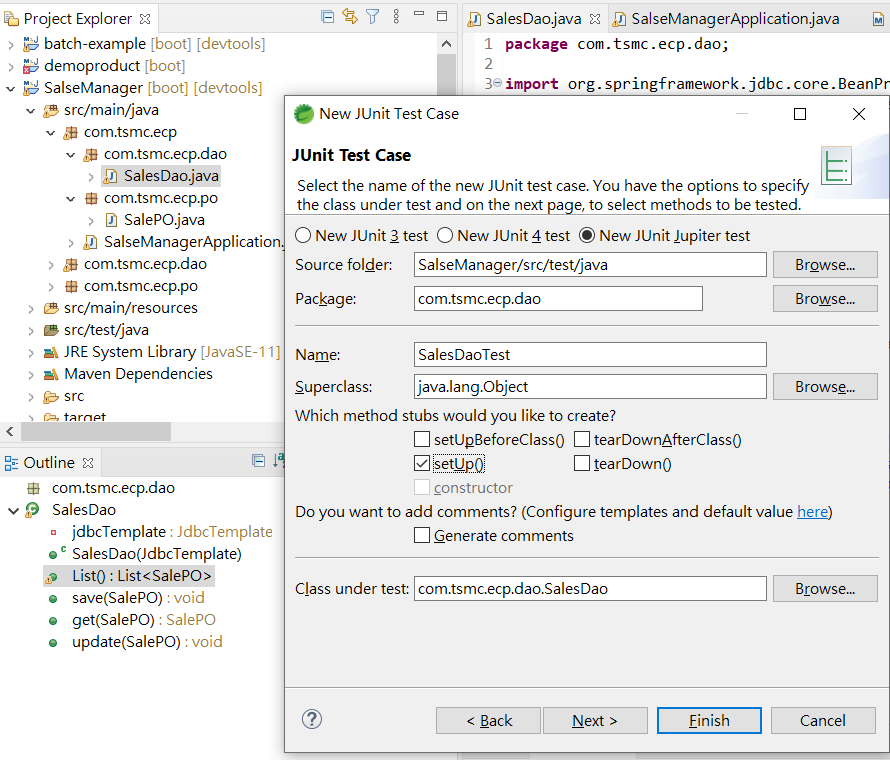 Project Explorer
batch-example [boot] [devtools]
demoproduct [boot]
SalseManager [boot] [devtools]
src/main/java
com.tsmc.ecp
com.tsmc.ecp.dao
SalesDao.java
com.tsmc.ecp.po
SalePO.java
SalseManagerApplication.
com.tsmc.ecp.dao
com.tsmc.ecp.po
src/main/resources
src/test/java
JRE System Library [JavaSE-11]
Maven Dependencies
src
target
Outline
com.tsmc.ecp.dao
SalesDao
jdbcTemplate : JdbcTemplate
SalesDao(JdbcTemplate)
List() : List<SalePO>
save(SalePO) : void
get(SalePO) : SalePO
update(SalePO) : void
SalesDao.java SalseManagerApplication.java
1 package com.tsmc.ecp.dao;
2
3 import org.springframework.jdbc.core.BeanPr
New JUnit Test Case
JUnit Test Case
Select the name of the new JUnit test case. You have the options to specify
the class under test and on the next page, to select methods to be tested.
New JUnit 3 test New JUnit 4 test New JUnit Jupiter test
Source folder: SalseManager/src/test/java Browse...
Package: com.tsmc.ecp.dao Browse...
Name: SalesDaoTest
Superclass: java.lang.Object Browse...
Which method stubs would you like to create?
setUpBeforeClass() tearDownAfterClass()
setUp() tearDown()
constructor
Do you want to add comments? (Configure templates and default value here)
Generate comments
Class under test: com.tsmc.ecp.dao.SalesDao Browse...
? < Back Next > Finish Cancel